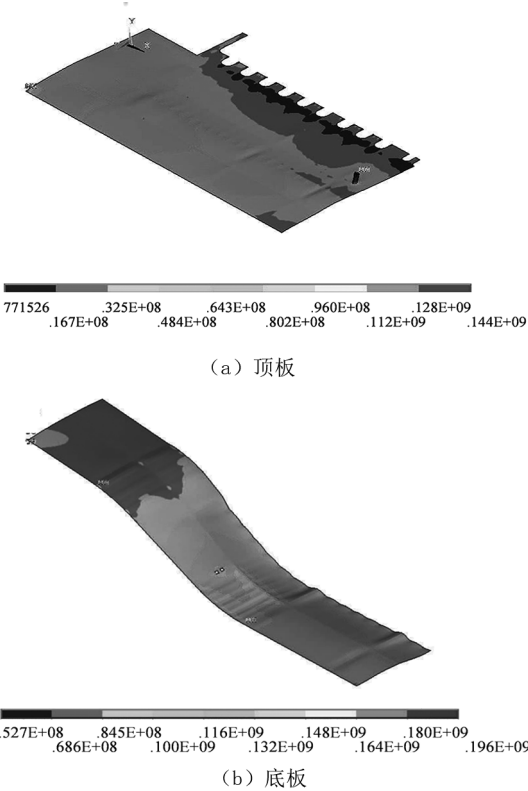 Y
X
771526 .325E+08 .643E+08 .960E+08 .128E+09
.167E+08 .484E+08 .802E+08 .112E+09 .144E+09
（a）顶板
.527E+08 .845E+08 .116E+09 .148E+09 .180E+09
.686E+08 .100E+09 .132E+09 .164E+09 .196E+09
（b）底板